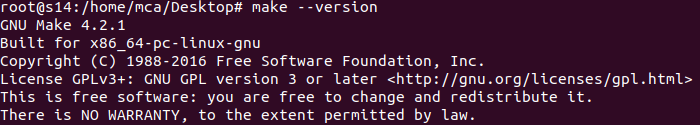 root@s14:/home/mca/Desktop# make --version
GNU Make 4.2.1
Built for x86_64-pc-linux-gnu
Copyright (C) 1988-2016 Free Software Foundation, Inc.
License GPLv3+: GNU GPL version 3 or later <http://gnu.org/licenses/gpl.html>
This is free software: you are free to change and redistribute it.
There is NO WARRANTY, to the extent permitted by law.